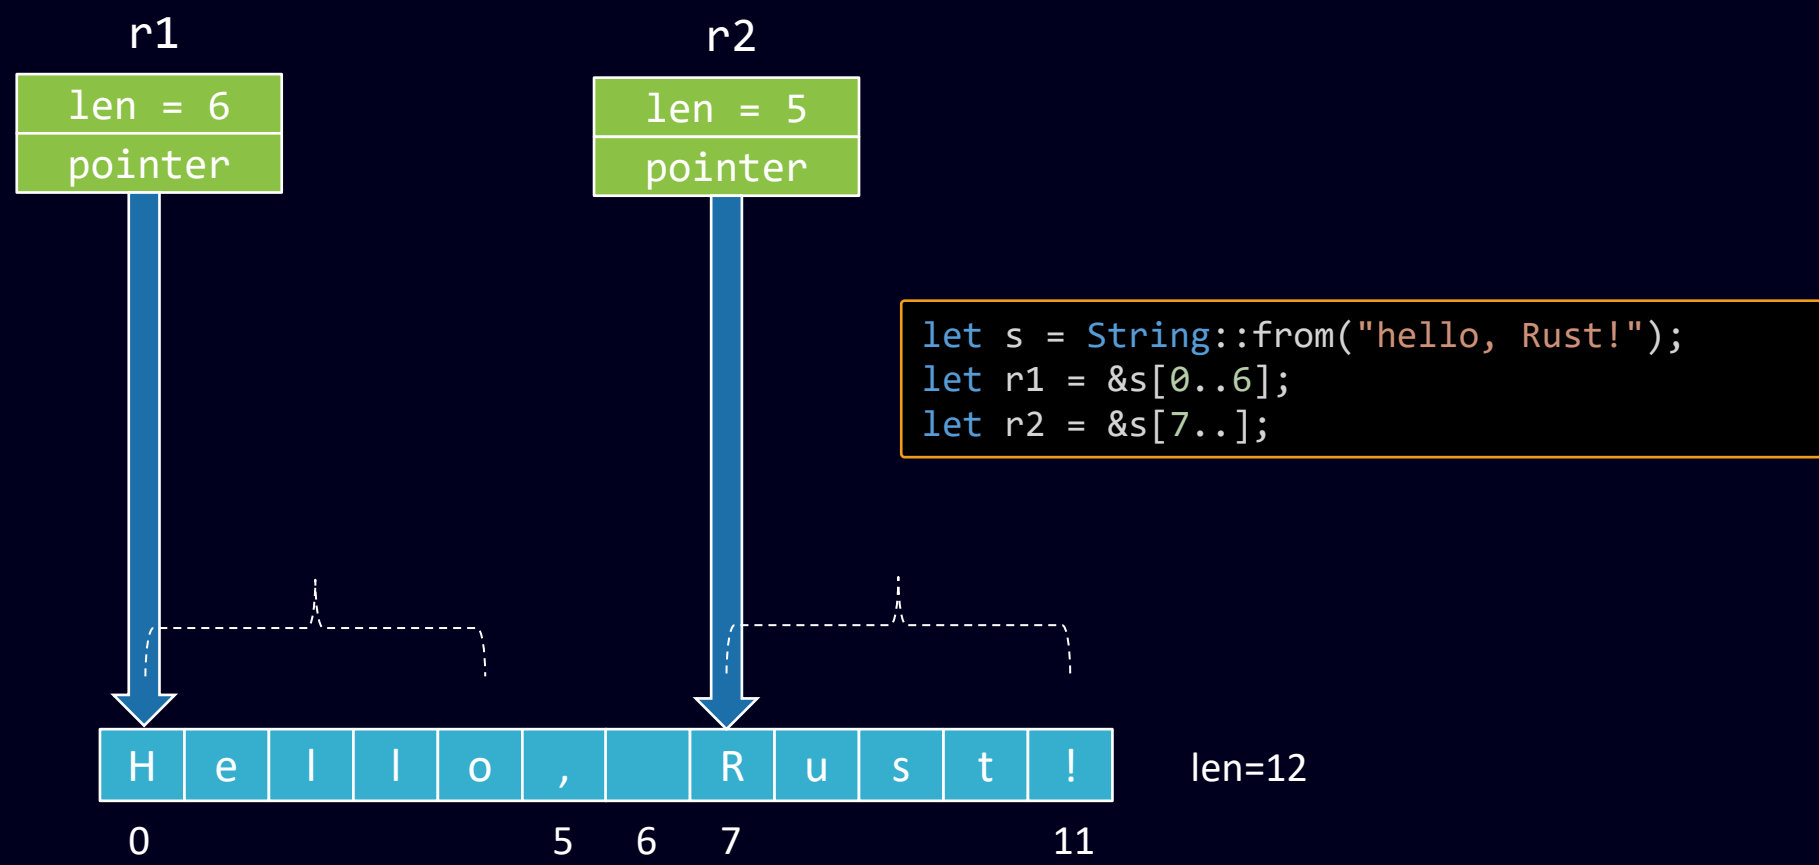 r1
r2
len = 6
pointer
len = 5
pointer
let s = String::from("hello, Rust!");
let r1 = &s[0..6];
let r2 = &s[7..];
H e l l o ,   R u s t !
len=12
0 5 6 7 11